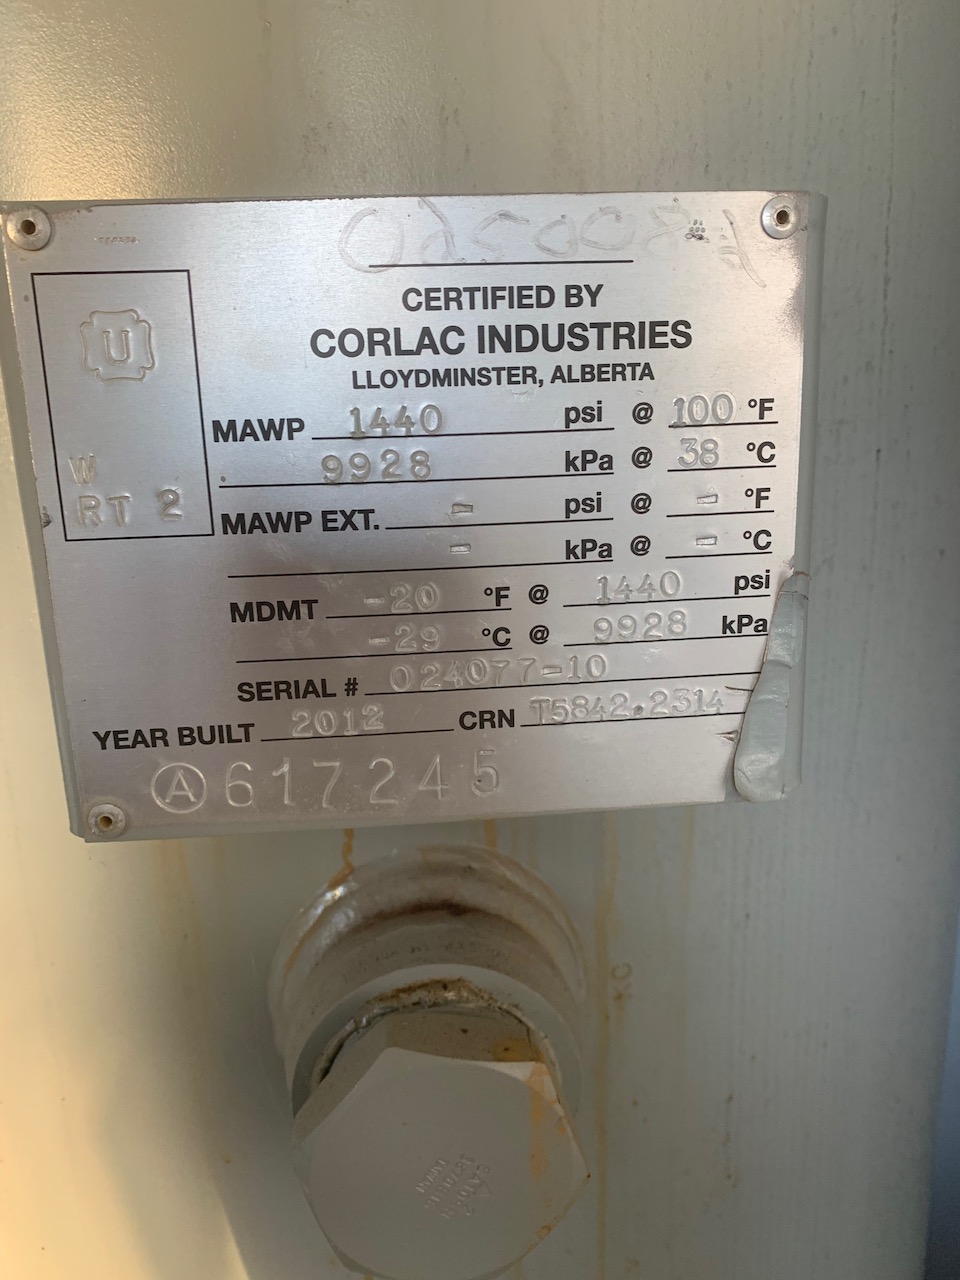 CERTIFIED BY
CORLAC INDUSTRIES
LLOYDMINSTER, ALBERTA
U
W
RT 2
MAWP 1440 psi @ 100 °F
9928 kPa @ 38 °C
MAWP EXT. - psi @ - °F
- kPa @ - °C
MDMT -20 °F @ 1440 psi
-29 °C @ 9928 kPa
SERIAL # 024077-10
YEAR BUILT 2012 CRN T5842.2314
A 617245